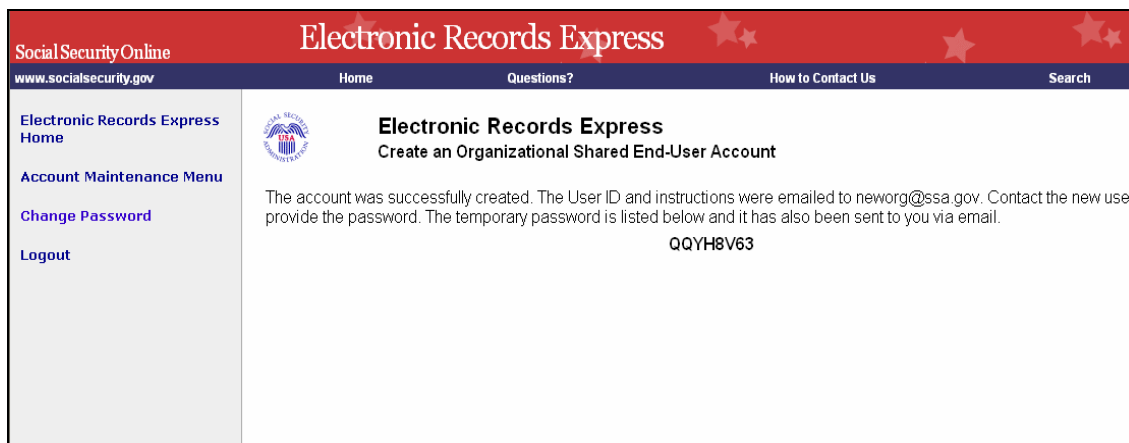 Electronic Records Express
Social Security Online
www.socialsecurity.gov Home Questions? How to Contact Us Search
Electronic Records Express
Home
Account Maintenance Menu
Change Password
Logout
SOCIAL SECURITY ADMINISTRATION
USA
Electronic Records Express
Create an Organizational Shared End-User Account
The account was successfully created. The User ID and instructions were emailed to neworg@ssa.gov. Contact the new use
provide the password. The temporary password is listed below and it has also been sent to you via email.
QQYH8V63